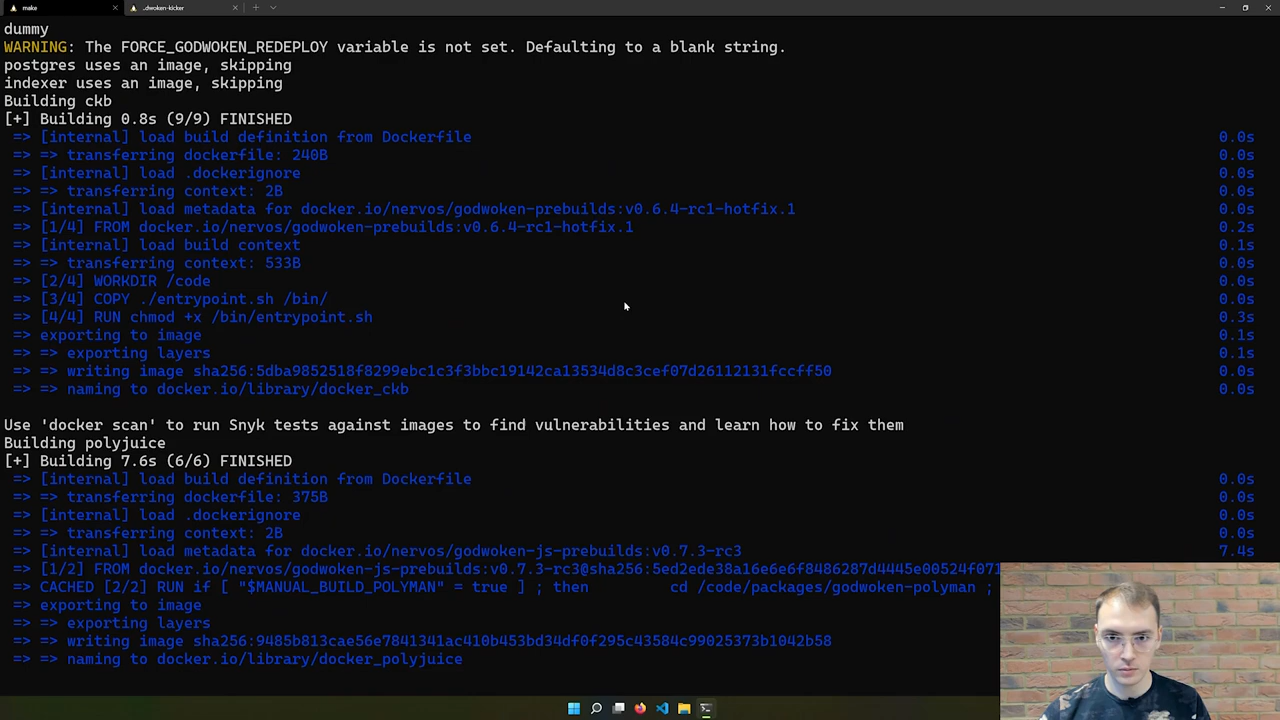 make
..dwoken-kicker
dummy
WARNING: The FORCE_GODWOKEN_REDEPLOY variable is not set. Defaulting to a blank string.
postgres uses an image, skipping
indexer uses an image, skipping
Building ckb
[+] Building 0.8s (9/9) FINISHED
=> [internal] load build definition from Dockerfile 0.0s
=> => transferring dockerfile: 240B 0.0s
=> [internal] load .dockerignore 0.0s
=> => transferring context: 2B 0.0s
=> [internal] load metadata for docker.io/nervos/godwoken-prebuilds:v0.6.4-rc1-hotfix.1 0.0s
=> [1/4] FROM docker.io/nervos/godwoken-prebuilds:v0.6.4-rc1-hotfix.1 0.2s
=> [internal] load build context 0.1s
=> => transferring context: 533B 0.0s
=> [2/4] WORKDIR /code 0.0s
=> [3/4] COPY ./entrypoint.sh /bin/ 0.0s
=> [4/4] RUN chmod +x /bin/entrypoint.sh 0.3s
=> exporting to image 0.1s
=> => exporting layers 0.1s
=> => writing image sha256:5dba9852518f8299ebc1c3f3bbc19142ca13534d8c3cef07d26112131fccff50 0.0s
=> => naming to docker.io/library/docker_ckb 0.0s
Use 'docker scan' to run Snyk tests against images to find vulnerabilities and learn how to fix them
Building polyjuice
[+] Building 7.6s (6/6) FINISHED
=> [internal] load build definition from Dockerfile 0.0s
=> => transferring dockerfile: 375B 0.0s
=> [internal] load .dockerignore 0.0s
=> => transferring context: 2B 0.0s
=> [internal] load metadata for docker.io/nervos/godwoken-js-prebuilds:v0.7.3-rc3 7.4s
=> [1/2] FROM docker.io/nervos/godwoken-js-prebuilds:v0.7.3-rc3@sha256:5ed2ede38a16e6e6f8486287d4445e00524f071
=> CACHED [2/2] RUN if [ "$MANUAL_BUILD_POLYMAN" = true ] ; then cd /code/packages/godwoken-polyman ;
=> exporting to image
=> => exporting layers
=> => writing image sha256:9485b813cae56e7841341ac410b453bd34df0f295c43584c99025373b1042b58
=> => naming to docker.io/library/docker_polyjuice